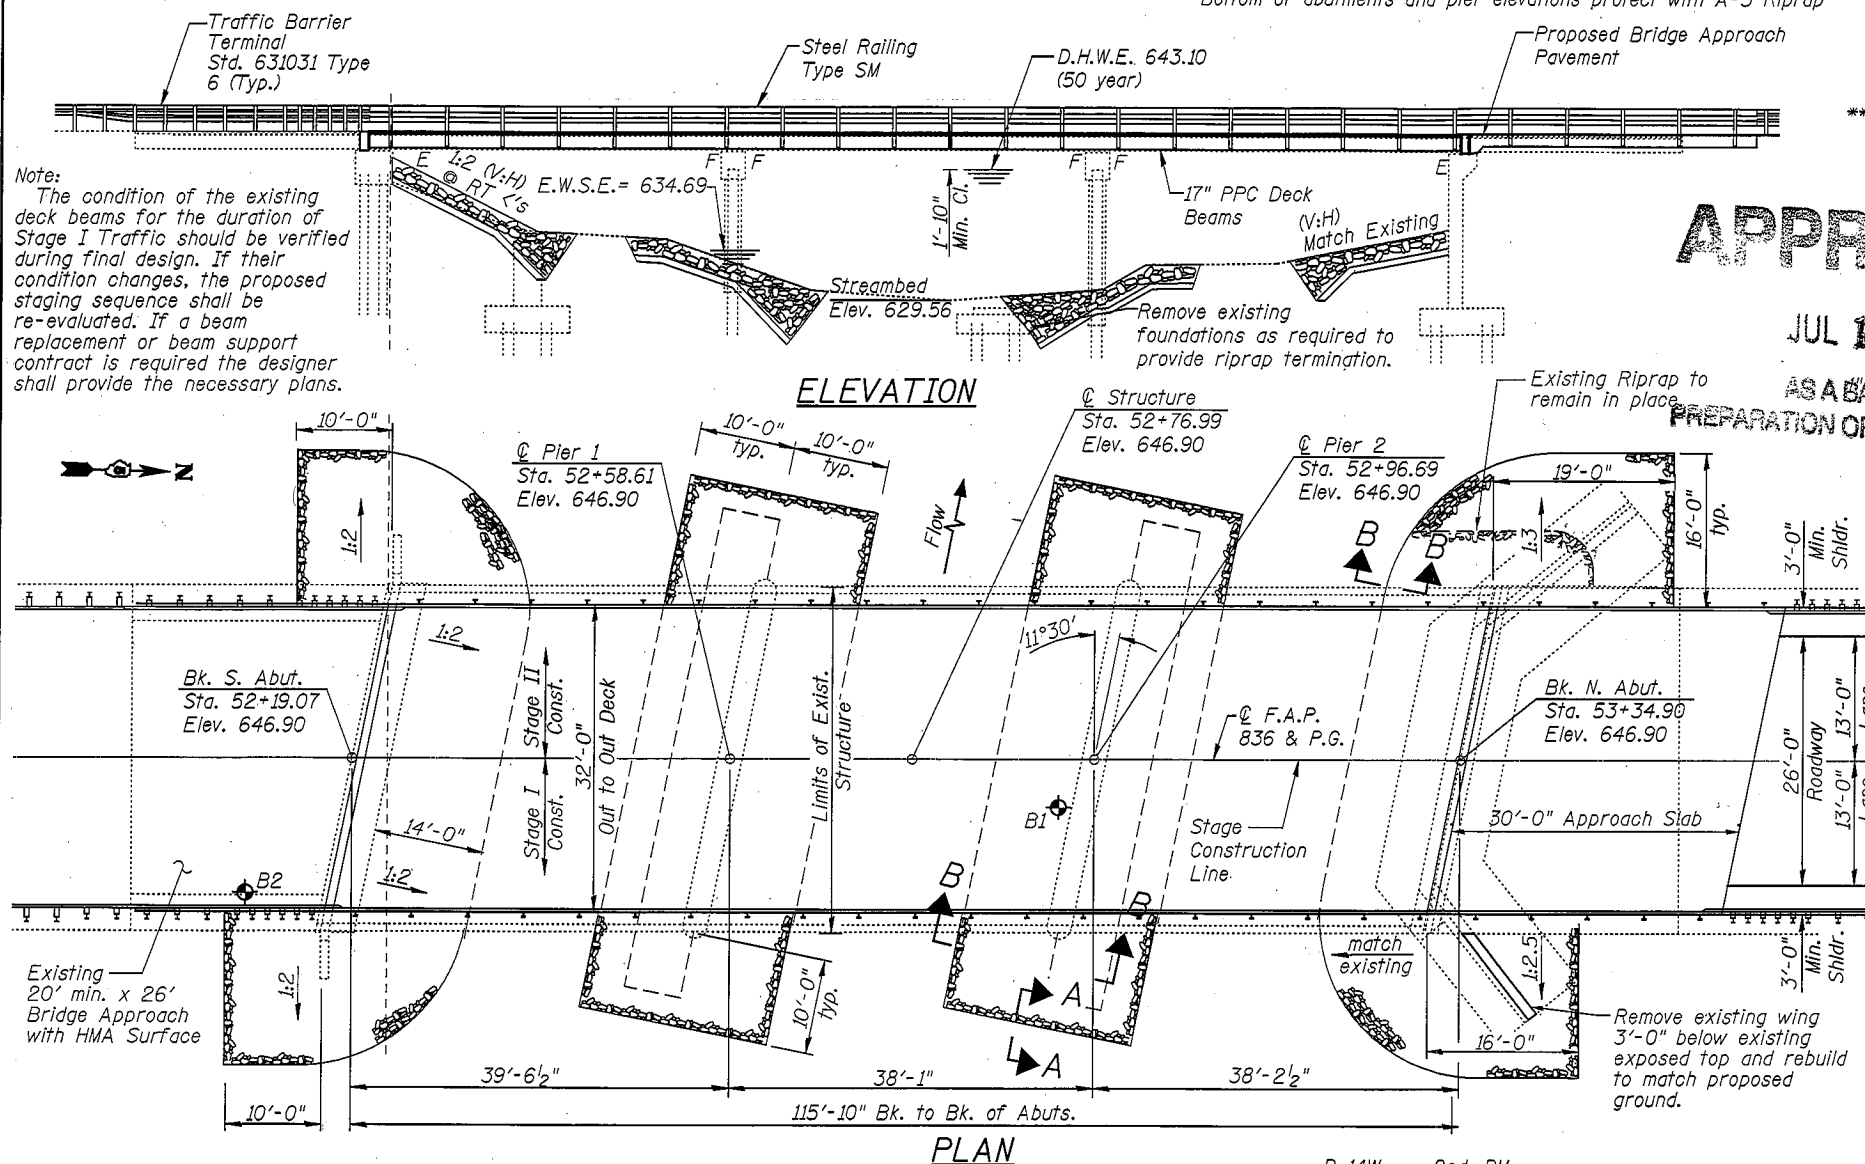 Bottom of abutments and pier elevations protect with A-5 Riprap
Traffic Barrier
Terminal
Std. 631031 Type
6 (Typ.)
Steel Railing
Type SM
D.H.W.E. 643.10
(50 year)
Proposed Bridge Approach
Pavement
**
Note:
The condition of the existing
deck beams for the duration of
Stage I Traffic should be verified
during final design. If their
condition changes, the proposed
staging sequence shall be
re-evaluated. If a beam
replacement or beam support
contract is required the designer
shall provide the necessary plans.
E
1:2 (V:H)
@ RT ∠'s
E.W.S.E.= 634.69
F F
F F
E
1'-10"
Min. Cl.
17" PPC Deck
Beams
(V:H)
Match Existing
Streambed
Elev. 629.56
Remove existing
foundations as required to
provide riprap termination.
APPR
JUL 1
AS A BA
PREPARATION OF
ELEVATION
Existing Riprap to
remain in place
N
10'-0"
℄ Pier 1
Sta. 52+58.61
Elev. 646.90
10'-0"
typ.
10'-0"
typ.
℄ Structure
Sta. 52+76.99
Elev. 646.90
℄ Pier 2
Sta. 52+96.69
Elev. 646.90
Flow
19'-0"
16'-0"
typ.
3'-0"
Min.
Shldr.
1:2
1:3
B
B
1:2
11°30'
Bk. S. Abut.
Sta. 52+19.07
Elev. 646.90
Stage II
Const.
Stage I
Const.
32'-0"
Out to Out Deck
Limits of Exist.
Structure
℄ F.A.P.
836 & P.G.
Bk. N. Abut.
Sta. 53+34.90
Elev. 646.90
26'-0"
Roadway
13'-0"
13'-0"
14'-0"
1:2
B1
B2
Stage
Construction
Line
30'-0" Approach Slab
B
B
A
A
Existing
20' min. x 26'
Bridge Approach
with HMA Surface
1:2
10'-0"
typ.
match
existing
1:2.5
3'-0"
Min.
Shldr.
16'-0"
Remove existing wing
3'-0" below existing
exposed top and rebuild
to match proposed
ground.
39'-6½"
38'-1"
38'-2½"
10'-0"
115'-10" Bk. to Bk. of Abuts.
PLAN